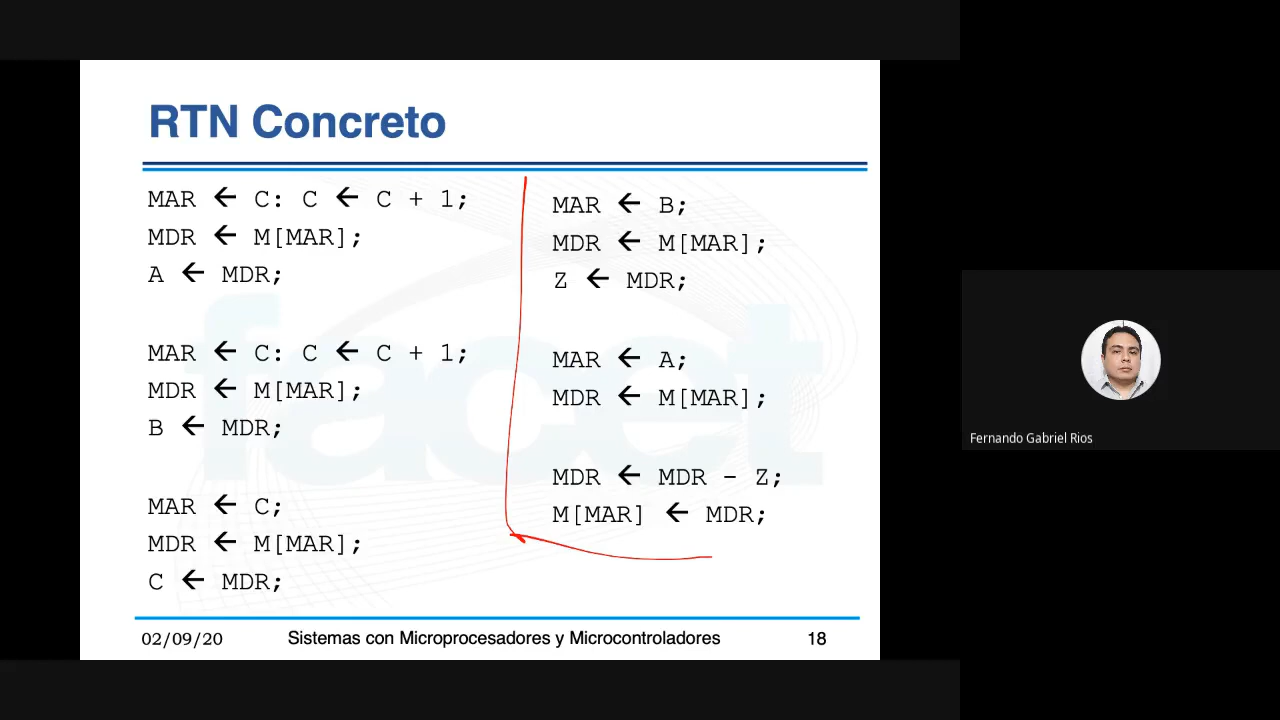 RTN Concreto
MAR ← C: C ← C + 1;
MDR ← M[MAR];
A ← MDR;
MAR ← C: C ← C + 1;
MDR ← M[MAR];
B ← MDR;
MAR ← C;
MDR ← M[MAR];
C ← MDR;
MAR ← B;
MDR ← M[MAR];
Z ← MDR;
MAR ← A;
MDR ← M[MAR];
MDR ← MDR - Z;
M[MAR] ← MDR;
facet
02/09/20 Sistemas con Microprocesadores y Microcontroladores 18
Fernando Gabriel Rios